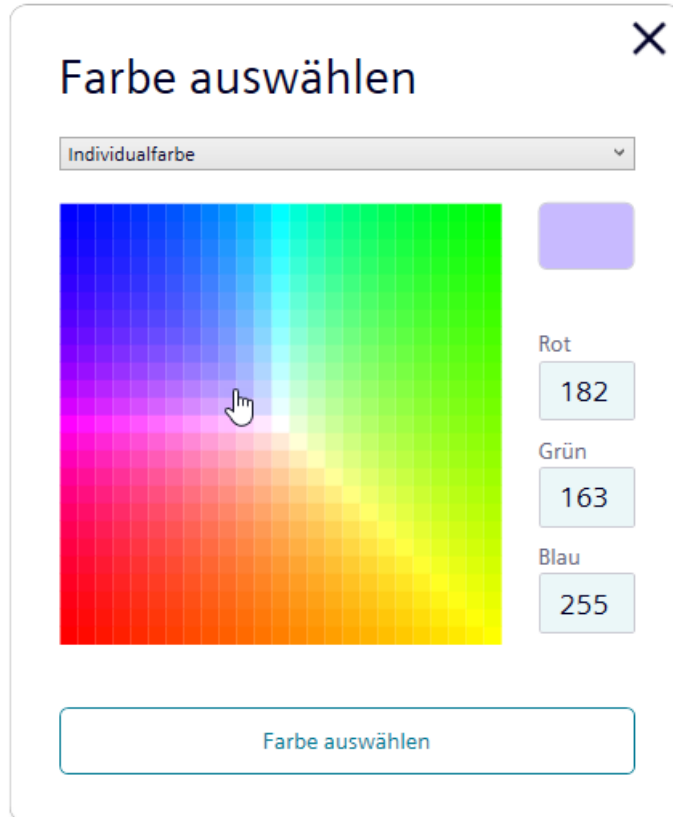 Farbe auswählen
Individualfarbe
Rot
182
Grün
163
Blau
255
Farbe auswählen